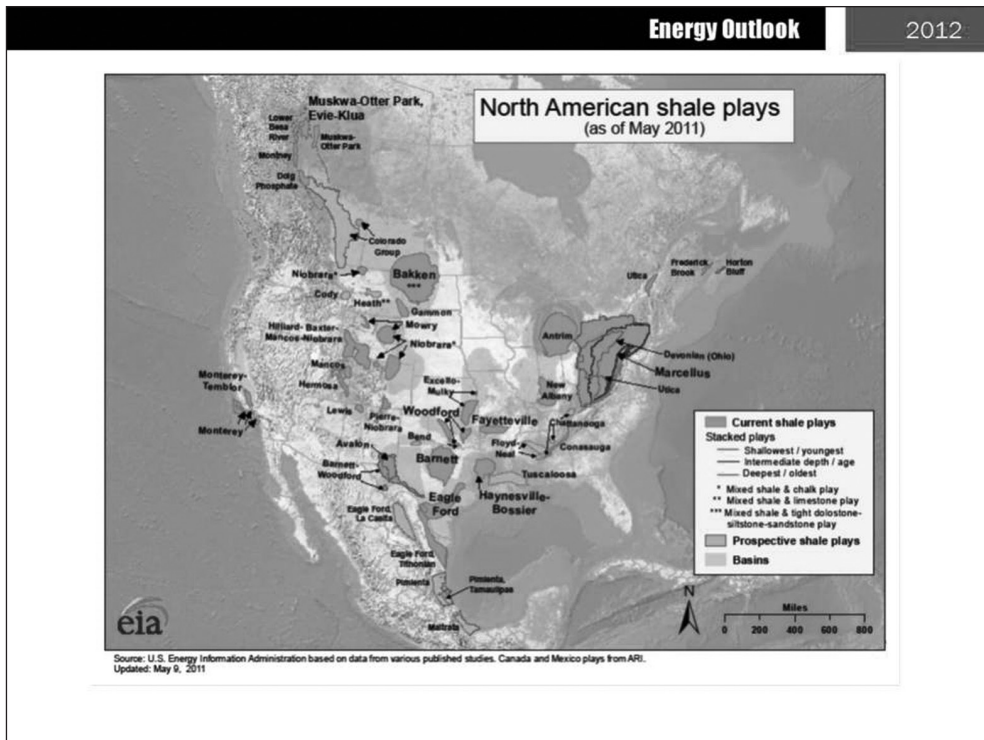 Energy Outlook
2012
North American shale plays
(as of May 2011)
Muskwa-Otter Park,
Evie-Klua
Lower
Besa
River
Muskwa-
Otter Park
Montney
Doig
Phosphate
Colorado
Group
Niobrara*
Bakken
***
Cody
Heath**
Gammon
Mowry
Hilliard- Baxter-
Mancos-Niobrara
Niobrara*
Mancos
Hermosa
Monterey-
Temblor
Monterey
Lewis
Pierre-
Niobrara
Excello-
Mulky
Woodford
Fayetteville
Avalon
Bend
Barnett
Barnett-
Woodford
Floyd-
Neal
Chattanooga
Conasauga
Tuscaloosa
Eagle
Ford
Haynesville-
Bossier
Eagle Ford,
La Casita
Eagle Ford,
Tithonian
Pimienta
Pimienta,
Tamaulipas
Maltrata
Antrim
New
Albany
Devonian (Ohio)
Marcellus
Utica
Utica
Frederick
Brook
Horton
Bluff
Current shale plays
Stacked plays
Shallowest / youngest
Intermediate depth / age
Deepest / oldest
* Mixed shale & chalk play
** Mixed shale & limestone play
*** Mixed shale & tight dolostone-
siltstone-sandstone play
Prospective shale plays
Basins
N
Miles
0 200 400 600 800
eia
Source: U.S. Energy Information Administration based on data from various published studies. Canada and Mexico plays from ARI.
Updated: May 9, 2011